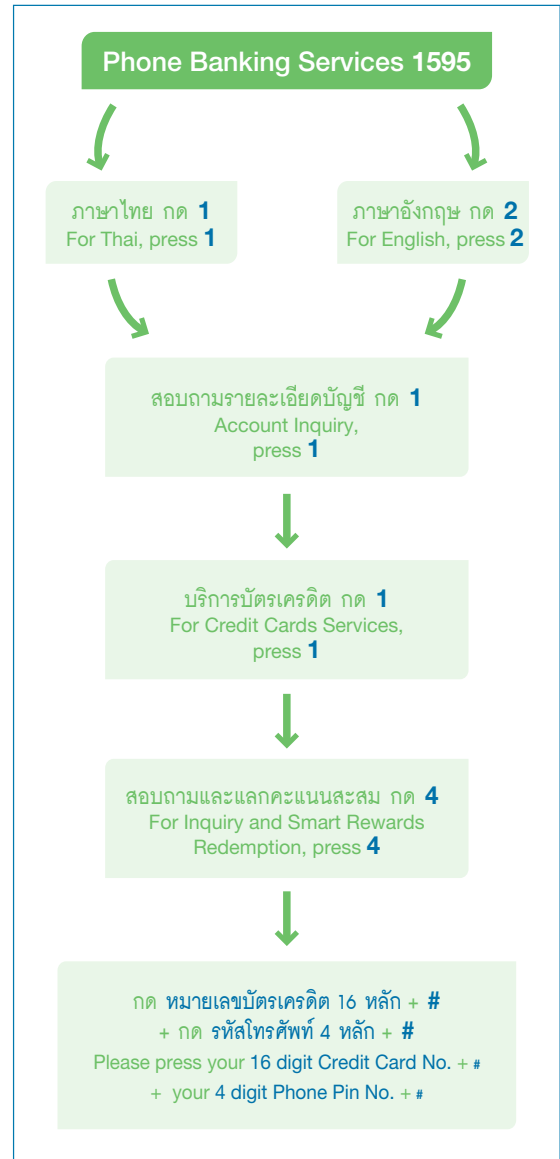 Phone Banking Services 1595
ภาษาไทย กด 1
For Thai, press 1
ภาษาอังกฤษ กด 2
For English, press 2
สอบถามรายละเอียดบัญชี กด 1
Account Inquiry,
press 1
บริการบัตรเครดิต กด 1
For Credit Cards Services,
press 1
สอบถามและแลกคะแนนสะสม กด 4
For Inquiry and Smart Rewards
Redemption, press 4
กด หมายเลขบัตรเครดิต 16 หลัก + #
+ กด รหัสโทรศัพท์ 4 หลัก + #
Please press your 16 digit Credit Card No. + #
+ your 4 digit Phone Pin No. + #